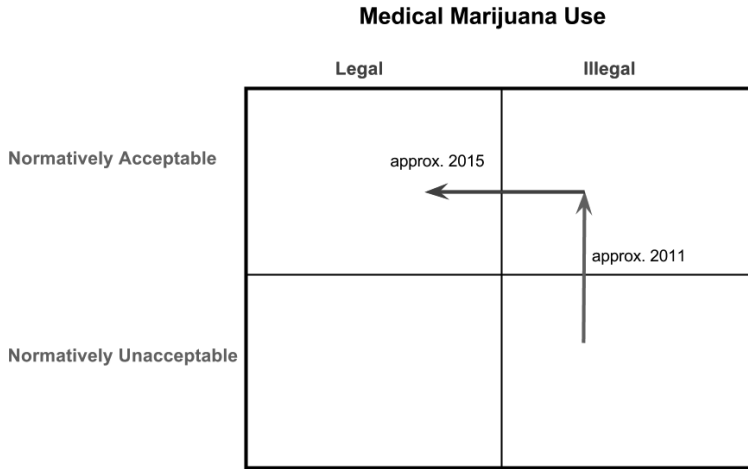 Medical Marijuana Use
Legal
Illegal
Normatively Acceptable
approx. 2015
approx. 2011
Normatively Unacceptable